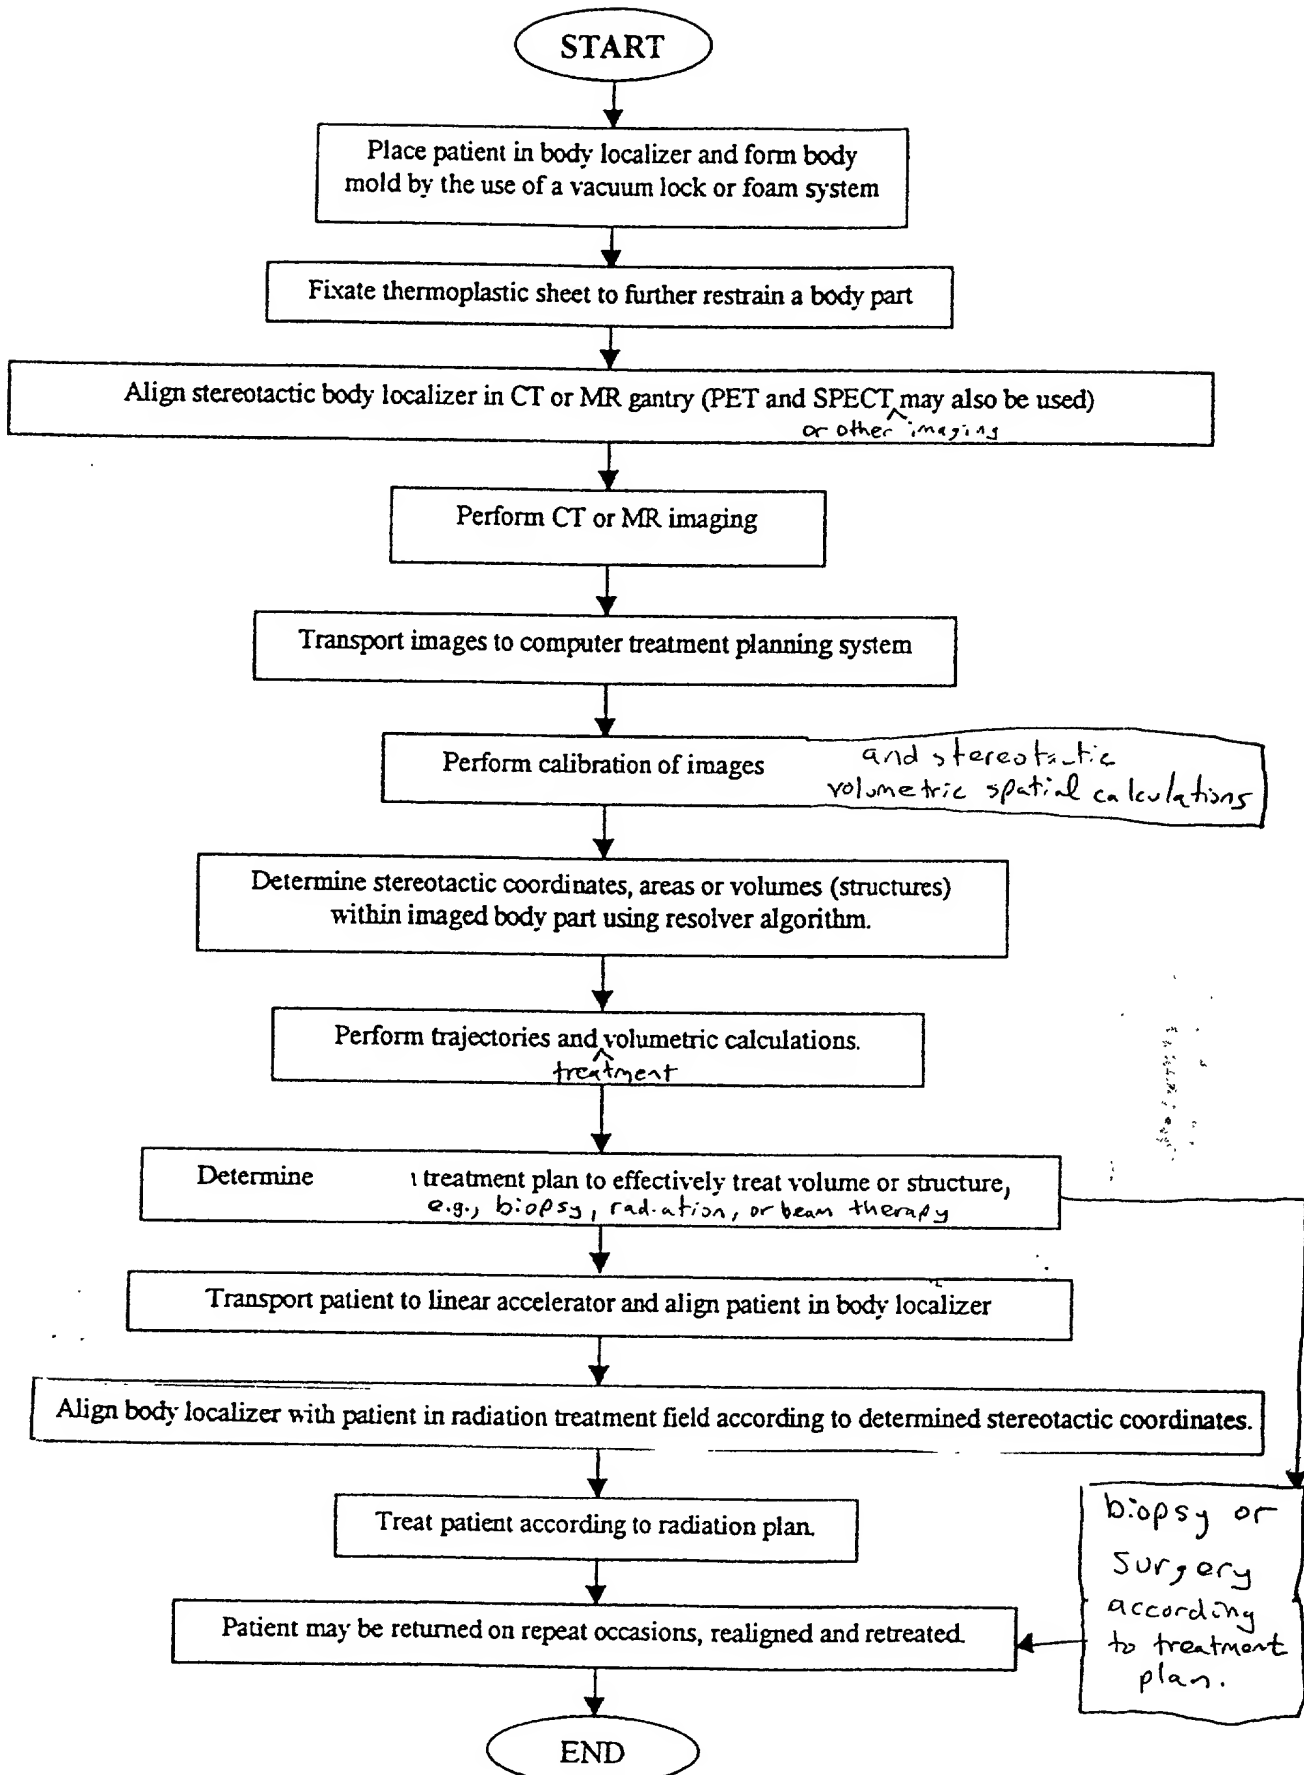 START
Place patient in body localizer and form body
mold by the use of a vacuum lock or foam system
Fixate thermoplastic sheet to further restrain a body part
Align stereotactic body localizer in CT or MR gantry (PET and SPECT may also be used)
or other imaging
Perform CT or MR imaging
Transport images to computer treatment planning system
Perform calibration of images
and stereotactic
volumetric spatial calculations
Determine stereotactic coordinates, areas or volumes (structures)
within imaged body part using resolver algorithm.
Perform trajectories and volumetric calculations.
treatment
Determine treatment plan to effectively treat volume or structure,
e.g., biopsy, radiation, or beam therapy
Transport patient to linear accelerator and align patient in body localizer
Align body localizer with patient in radiation treatment field according to determined stereotactic coordinates.
Treat patient according to radiation plan.
biopsy or
surgery
according
to treatment
plan.
Patient may be returned on repeat occasions, realigned and retreated.
END